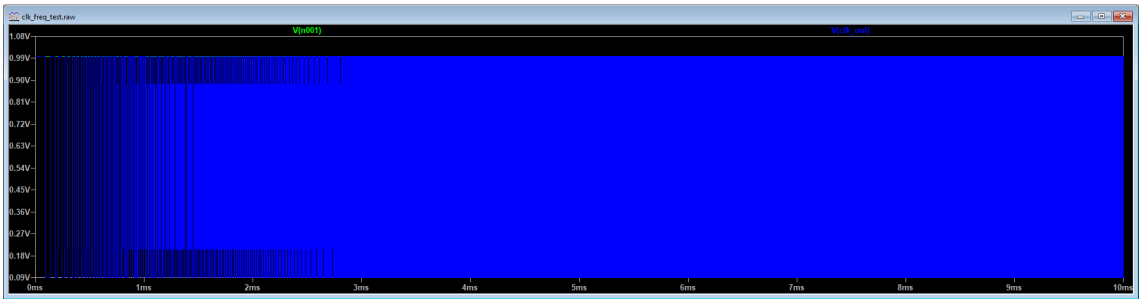 clk_freq_test.raw
V(n001) V(clk_out)
1.08V
0.99V
0.90V
0.81V
0.72V
0.63V
0.54V
0.45V
0.36V
0.27V
0.18V
0.09V
0ms 1ms 2ms 3ms 4ms 5ms 6ms 7ms 8ms 9ms 10ms